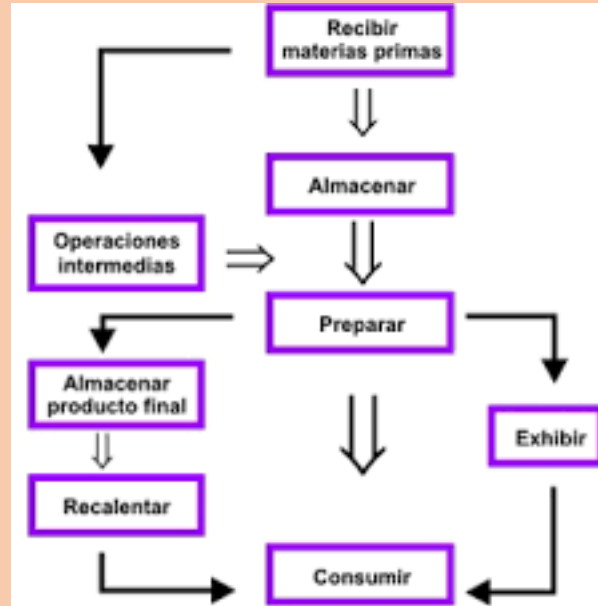 Recibir
materias primas
Almacenar
Operaciones
intermedias
Preparar
Almacenar
producto final
Exhibir
Recalentar
Consumir